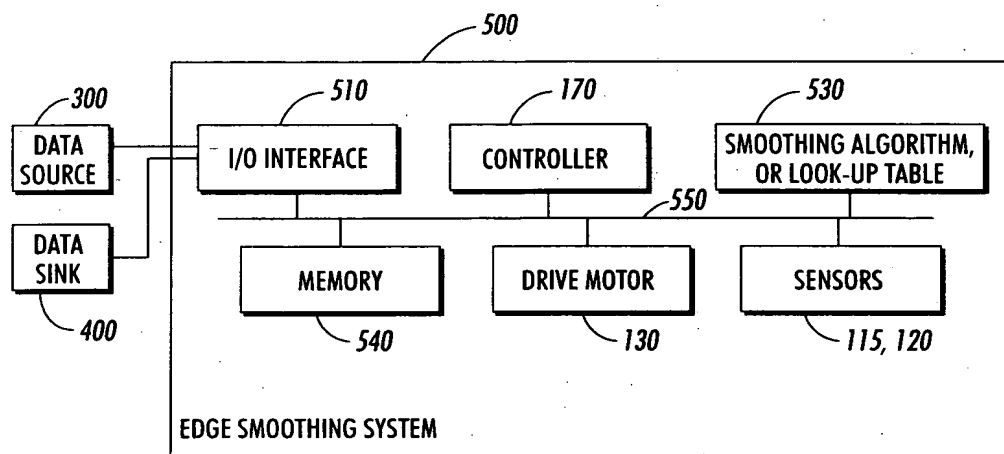 500
300
510
170
530
DATA
SOURCE
I/O INTERFACE
CONTROLLER
SMOOTHING ALGORITHM,
OR LOOK-UP TABLE
550
DATA
SINK
MEMORY
DRIVE MOTOR
SENSORS
400
540
130
115, 120
EDGE SMOOTHING SYSTEM